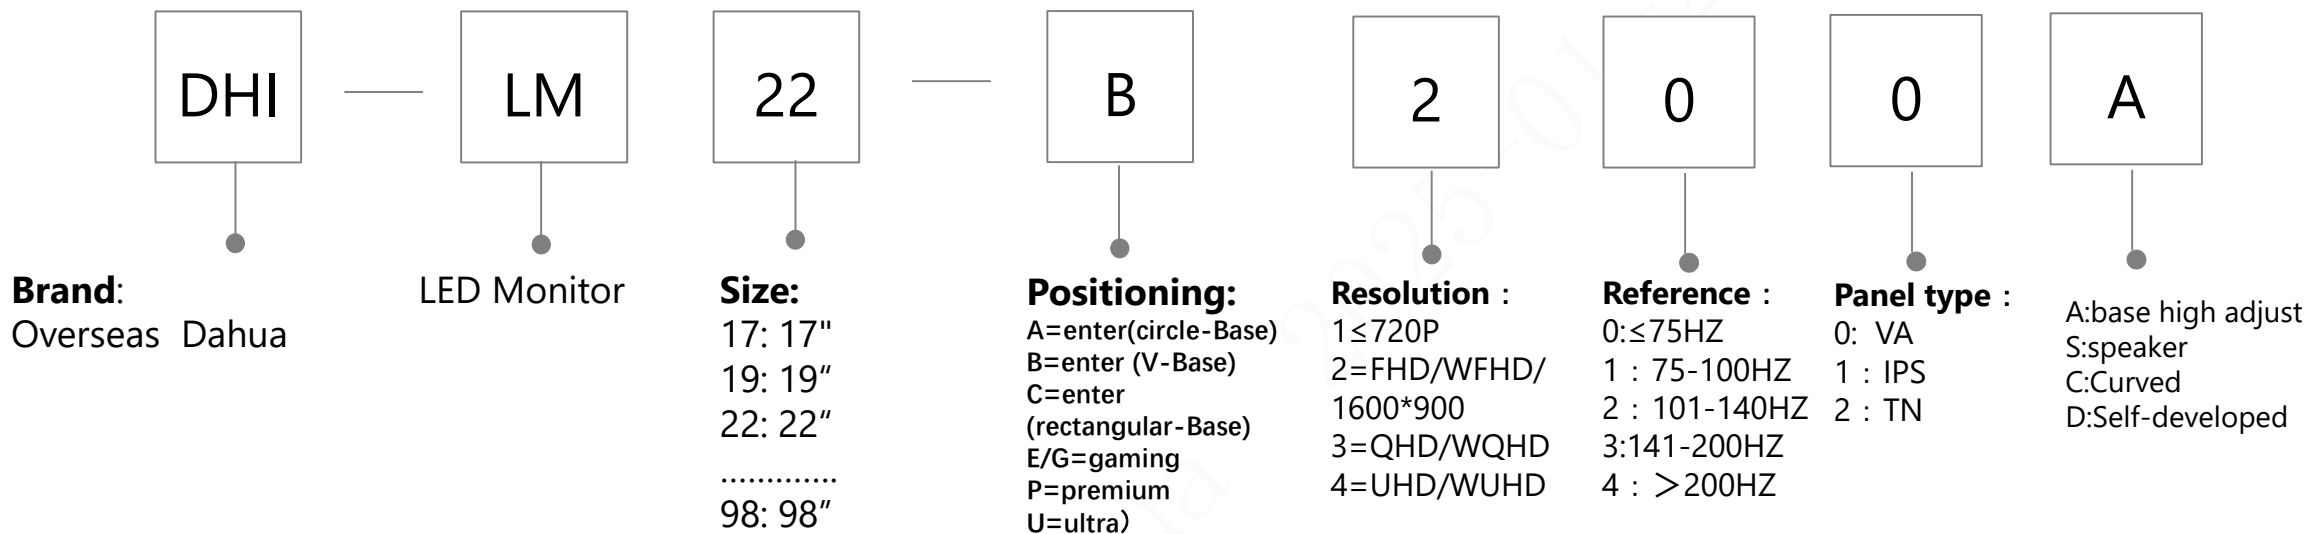 DHI — LM 22 — B 2 0 0 A
Brand:
Overseas Dahua
LED Monitor
Size:
17: 17"
19: 19“
22: 22“
.............
98: 98”
Positioning:
A=enter(circle-Base)
B=enter (V-Base)
C=enter
(rectangular-Base)
E/G=gaming
P=premium
U=ultra）
Resolution：
1≤720P
2=FHD/WFHD/
1600*900
3=QHD/WQHD
4=UHD/WUHD
Reference：
0:≤75HZ
1：75-100HZ
2：101-140HZ
3:141-200HZ
4：＞200HZ
Panel type：
0: VA
1：IPS
2：TN
A:base high adjust
S:speaker
C:Curved
D:Self-developed